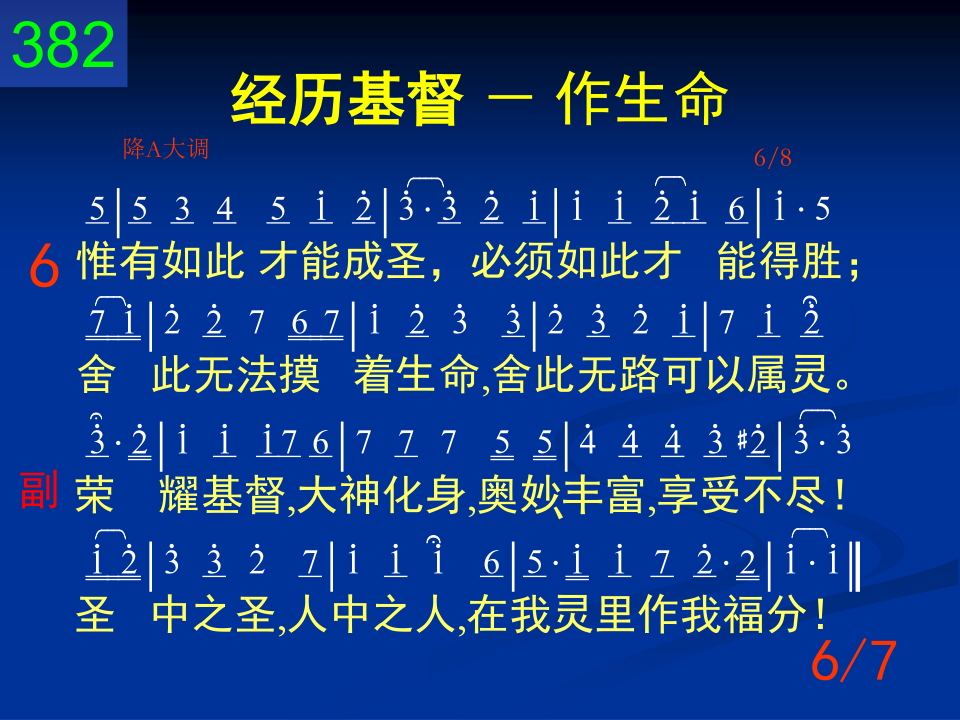 382
经历基督 － 作生命
降A大调 6/8
5|5 3 4 5 i 2̇|3̇·3̇ 2̇ i|i i 2̇ i 6|i·5
6 惟有如此 才能成圣，必须如此才 能得胜；
7 i|2̇ 2̇ 7 6 7|i 2̇ 3̇ 3̇|2̇ 3̇ 2̇ i|7 i 2̇
舍 此无法摸 着生命,舍此无路可以属灵。
3̇·2̇|i i i 7 6|7 7 7 5 5|4̇ 4̇ 4̇ 3̇ #2̇|3̇·3̇
副 荣 耀基督,大神化身,奥妙、丰富,享受不尽！
i 2̇|3̇ 3̇ 2̇ 7|i i i 6|5·i i 7 2̇·2|i·i‖
圣 中之圣,人中之人,在我灵里作我福分！
6/7